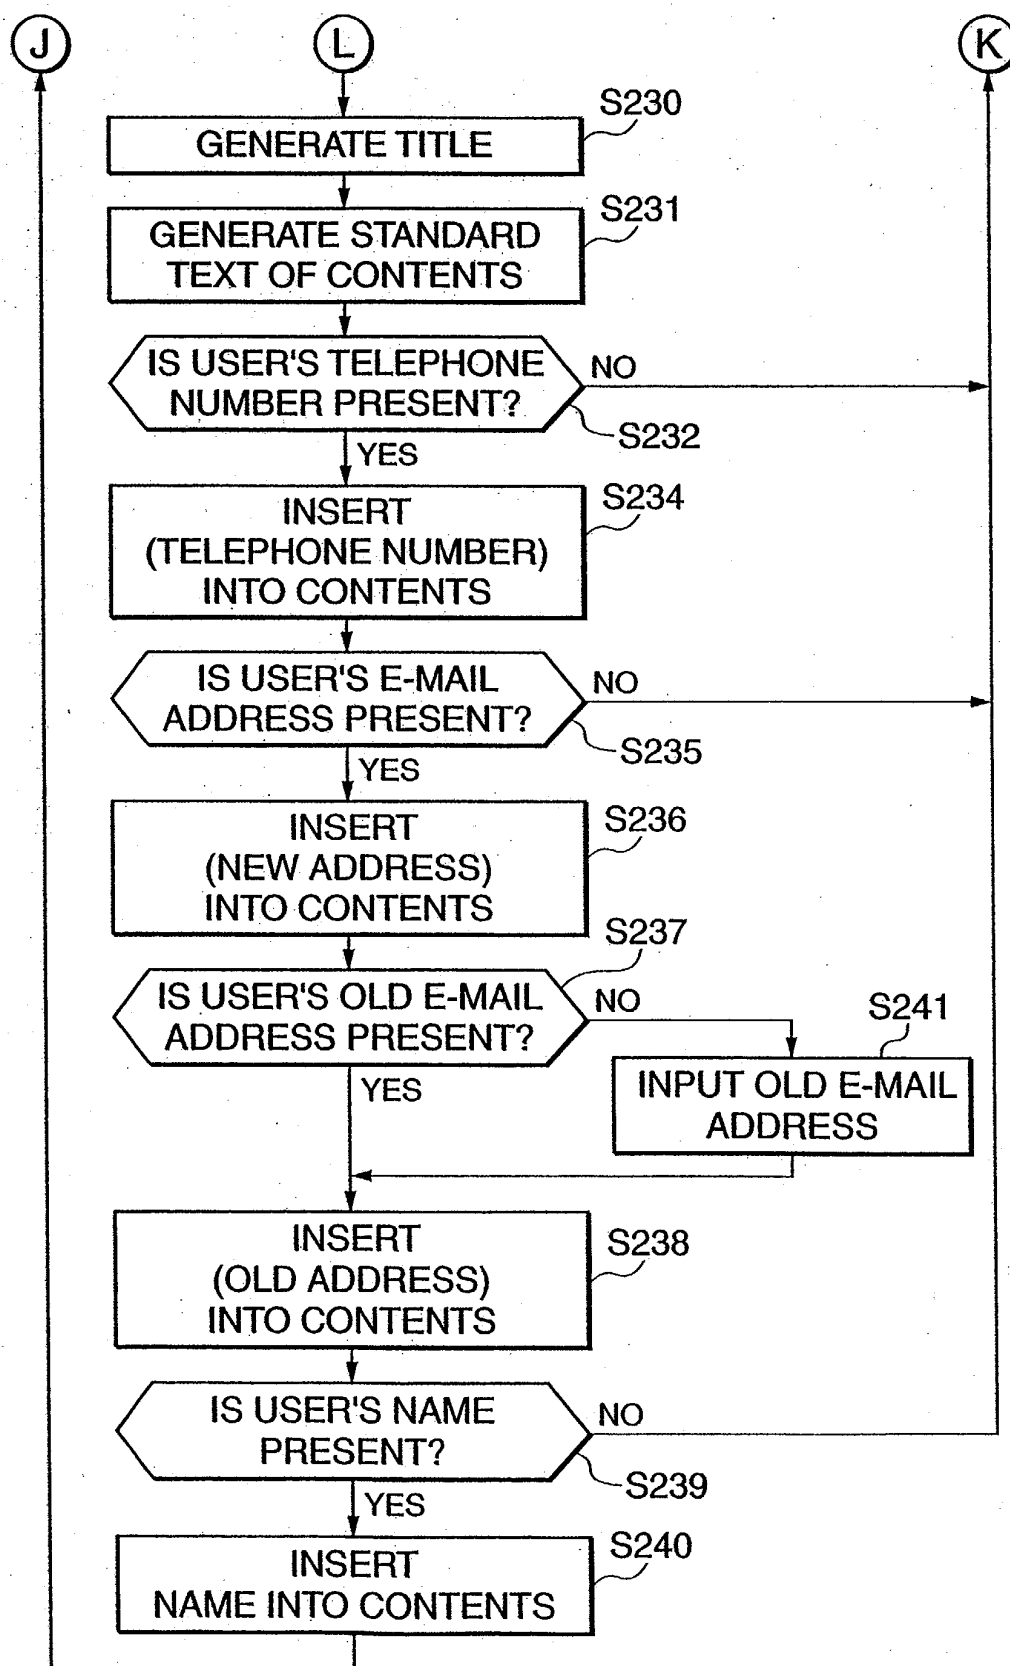 J
L
K
S230
GENERATE TITLE
S231
GENERATE STANDARD
TEXT OF CONTENTS
IS USER'S TELEPHONE
NUMBER PRESENT?
NO
S232
YES
S234
INSERT
(TELEPHONE NUMBER)
INTO CONTENTS
IS USER'S E-MAIL
ADDRESS PRESENT?
NO
S235
YES
S236
INSERT
(NEW ADDRESS)
INTO CONTENTS
S237
IS USER'S OLD E-MAIL
ADDRESS PRESENT?
NO
S241
INPUT OLD E-MAIL
ADDRESS
YES
S238
INSERT
(OLD ADDRESS)
INTO CONTENTS
IS USER'S NAME
PRESENT?
NO
S239
YES
S240
INSERT
NAME INTO CONTENTS